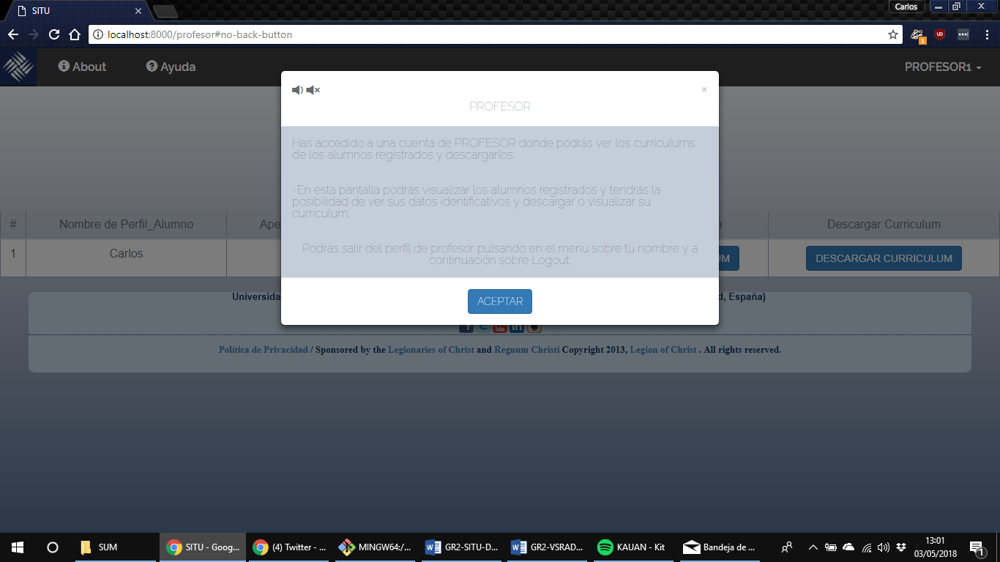 SITU
Carlos
localhost:8000/profesor#no-back-button
3
About
Ayuda
PROFESOR1
PROFESOR
Has accedido a una cuenta de PROFESOR donde podrás ver los curriculums
de los alumnos registrados y descargarlos.
-En esta pantalla podrás visualizar los alumnos registrados y tendrás la
posibilidad de ver sus datos identificativos y descargar o visualizar su
curriculum.
Podrás salir del perfil de profesor pulsando en el menú sobre tu nombre y a
continuación sobre Logout.
ACEPTAR
# Nombre de Perfil_Alumno Ape Descargar Curriculum
1 Carlos UM DESCARGAR CURRICULUM
Universida d, España)
You Tube in
Política de Privacidad / Sponsored by the Legionaries of Christ and Regnum Christi Copyright 2013, Legion of Christ . All rights reserved.
SUM
SITU - Goog...
(4) Twitter - ...
MINGW64:/...
GR2-SITU-D...
GR2-VSRAD...
KAUAN - Kit
Bandeja de ...
13:01
03/05/2018
1